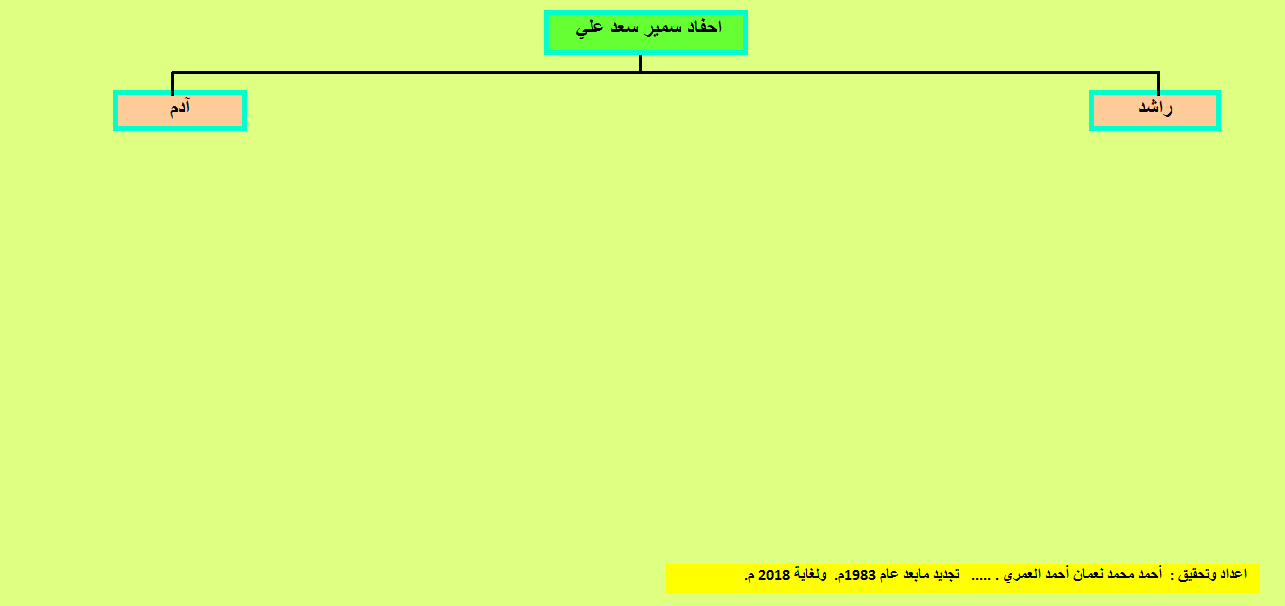 احفاد سمير سعد علي
راشد
آدم
اعداد وتحقيق : أحمد محمد نعمان أحمد العمري . ..... تجديد مابعد عام 1983م. ولغاية 2018 م.